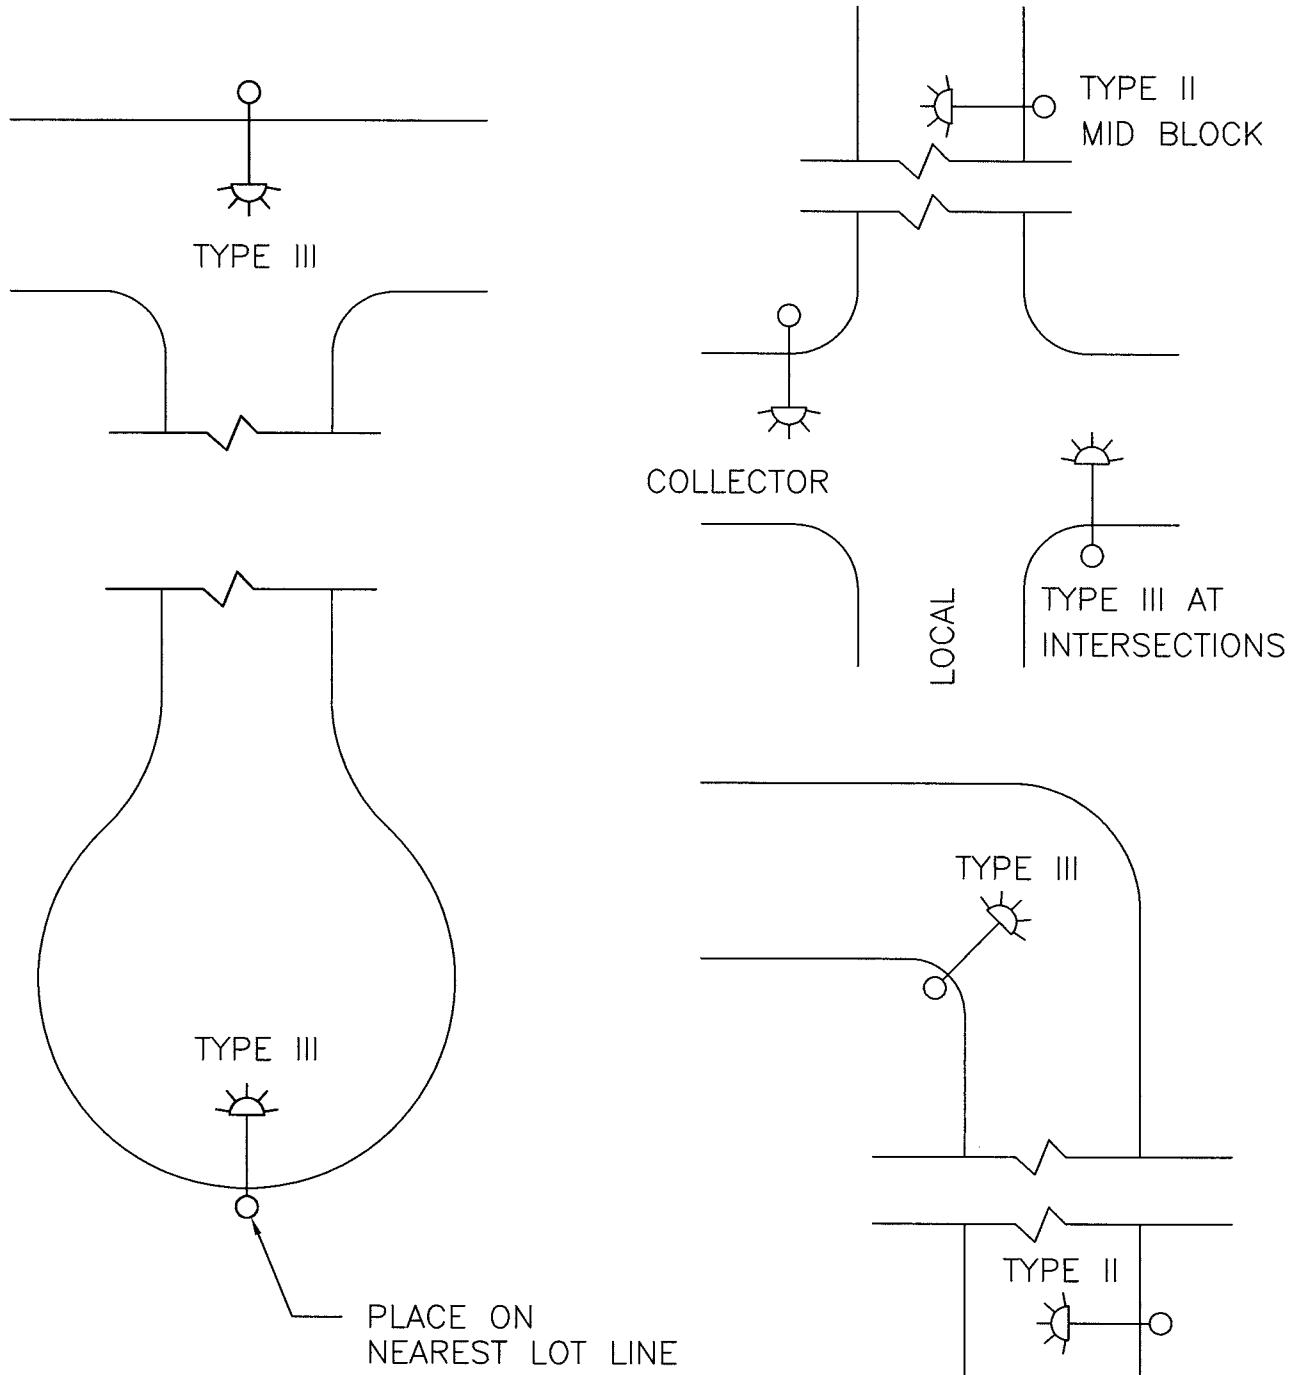 TYPE III
TYPE III
PLACE ON
NEAREST LOT LINE
TYPE II
MID BLOCK
COLLECTOR
LOCAL
TYPE III AT
INTERSECTIONS
TYPE III
TYPE II